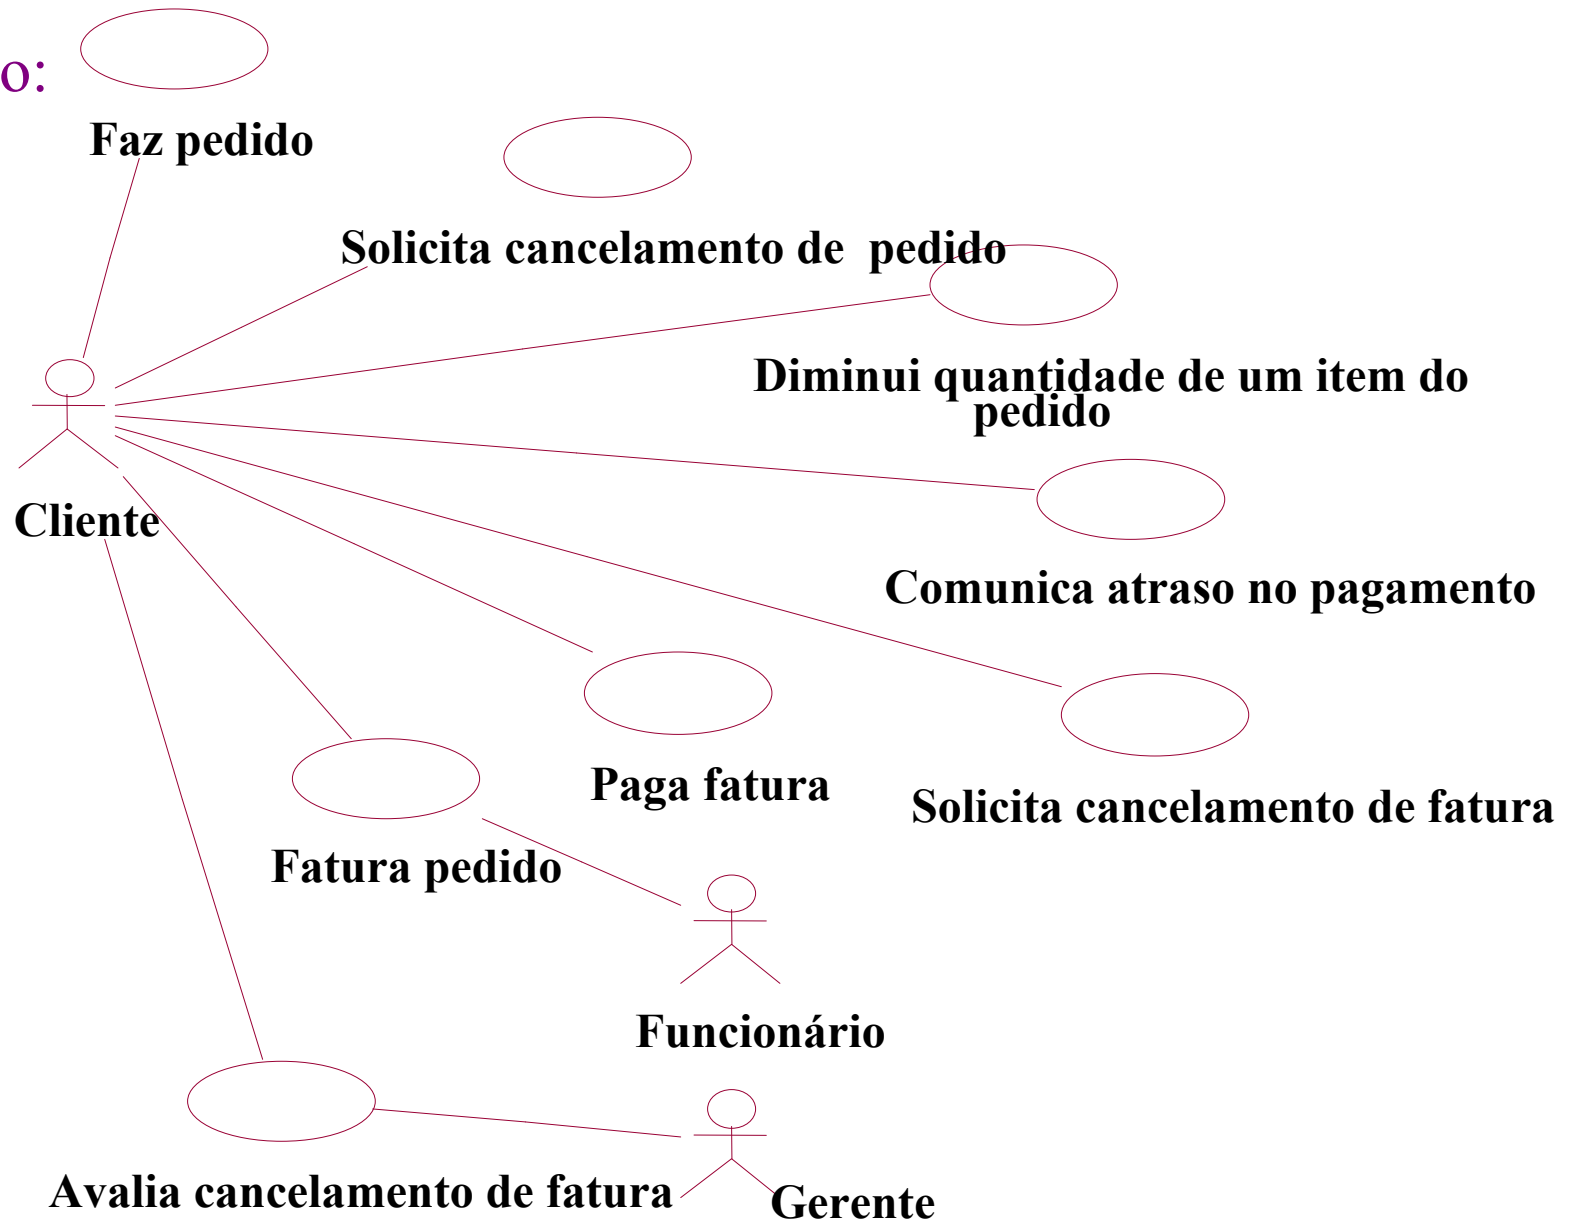 o:
Faz pedido
Solicita cancelamento de pedido
Diminui quantidade de um item do
pedido
Cliente
Comunica atraso no pagamento
Paga fatura
Solicita cancelamento de fatura
Fatura pedido
Funcionário
Avalia cancelamento de fatura
Gerente